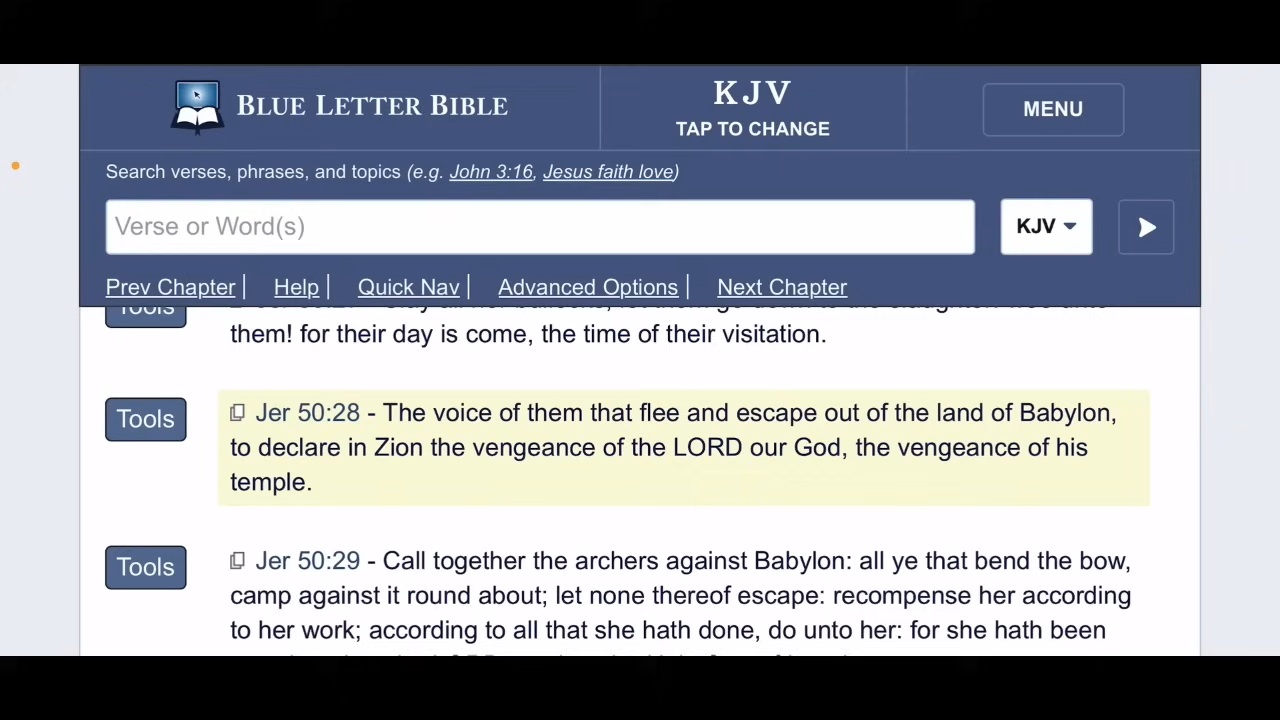 BLUE LETTER BIBLE
KJV
TAP TO CHANGE
MENU
Search verses, phrases, and topics (e.g. John 3:16, Jesus faith love)
Verse or Word(s)
KJV
Prev Chapter | Help | Quick Nav | Advanced Options | Next Chapter
Tools
them! for their day is come, the time of their visitation.
Tools
Jer 50:28 - The voice of them that flee and escape out of the land of Babylon,
to declare in Zion the vengeance of the LORD our God, the vengeance of his
temple.
Tools
Jer 50:29 - Call together the archers against Babylon: all ye that bend the bow,
camp against it round about; let none thereof escape: recompense her according
to her work; according to all that she hath done, do unto her: for she hath been